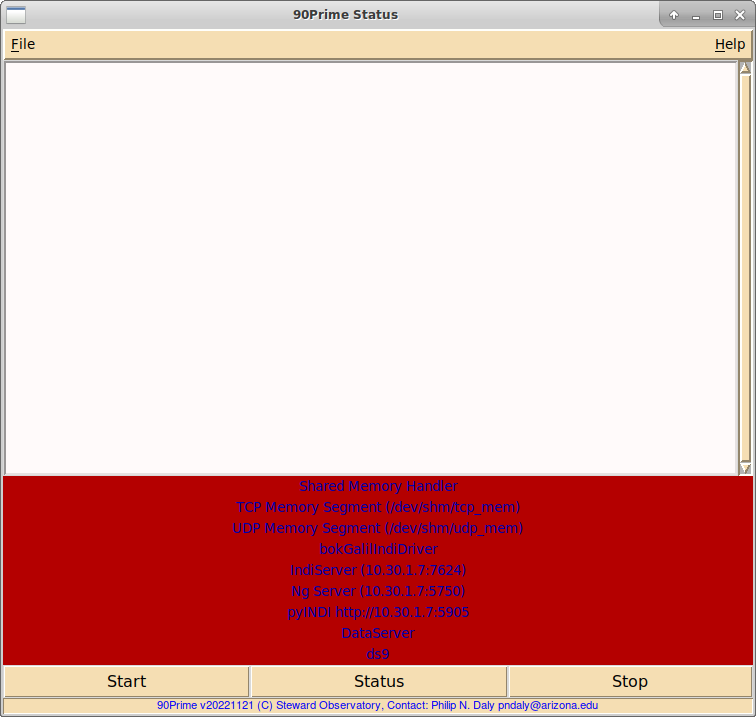 90Prime Status
File Help
Shared Memory Handler
TCP Memory Segment (/dev/shm/tcp_mem)
UDP Memory Segment (/dev/shm/udp_mem)
bokGalilIndiDriver
IndiServer (10.30.1.7:7624)
Ng Server (10.30.1.7:5750)
pyINDI http://10.30.1.7:5905
DataServer
ds9
Start Status Stop
90Prime v20221121 (C) Steward Observatory, Contact: Philip N. Daly pndaly@arizona.edu